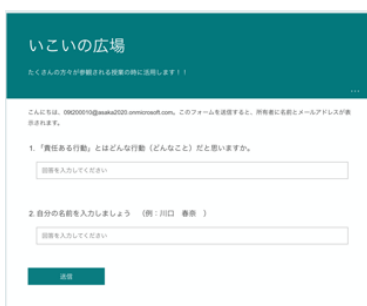 いこいの広場
たくさんの方々が参観される授業の時に活用します！！
...
こんにちは、09t200010@asaka2020.onmicrosoft.com。このフォームを送信すると、所有者に名前とメールアドレスが表
示されます。
1. 「責任ある行動」とはどんな行動（どんなこと）だと思いますか。
回答を入力してください
2. 自分の名前を入力しましょう （例：川口 春奈 ）
回答を入力してください
送信